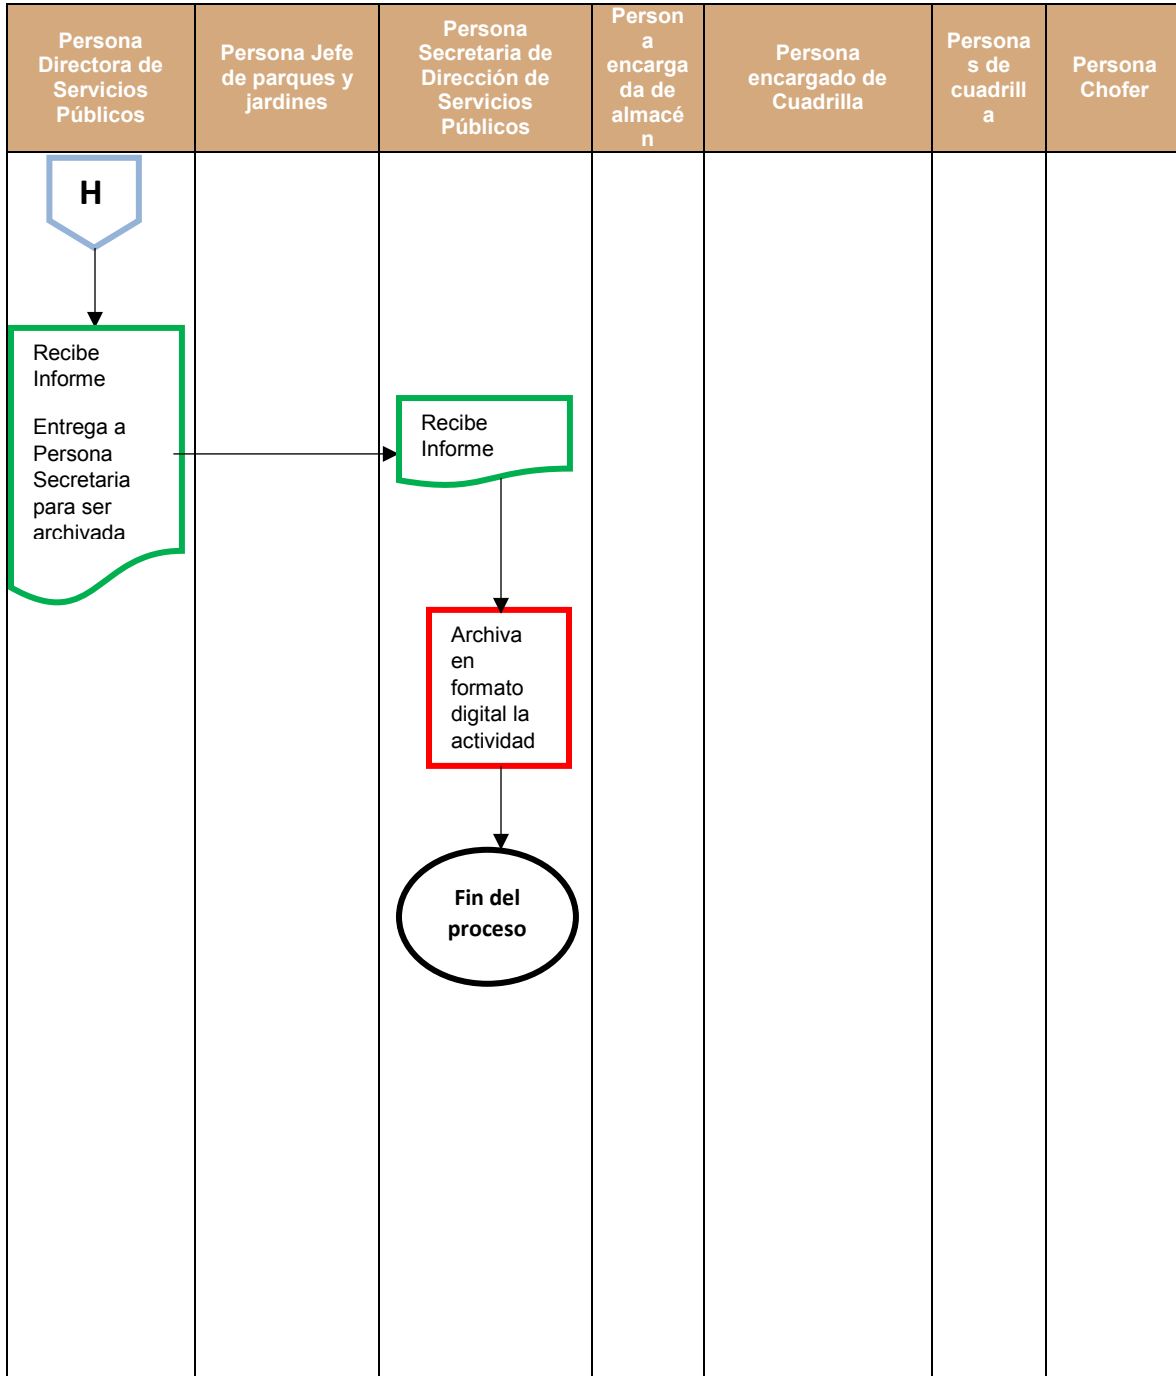 Persona
Directora de
Servicios
Públicos
Persona Jefe
de parques y
jardines
Persona
Secretaria de
Dirección de
Servicios
Públicos
Person
a
encarga
da de
almacé
n
Persona
encargado de
Cuadrilla
Persona
s de
cuadrill
a
Persona
Chofer
H
Recibe
Informe
Entrega a
Persona
Secretaria
para ser
archivada
Recibe
Informe
Archiva
en
formato
digital la
actividad
Fin del
proceso